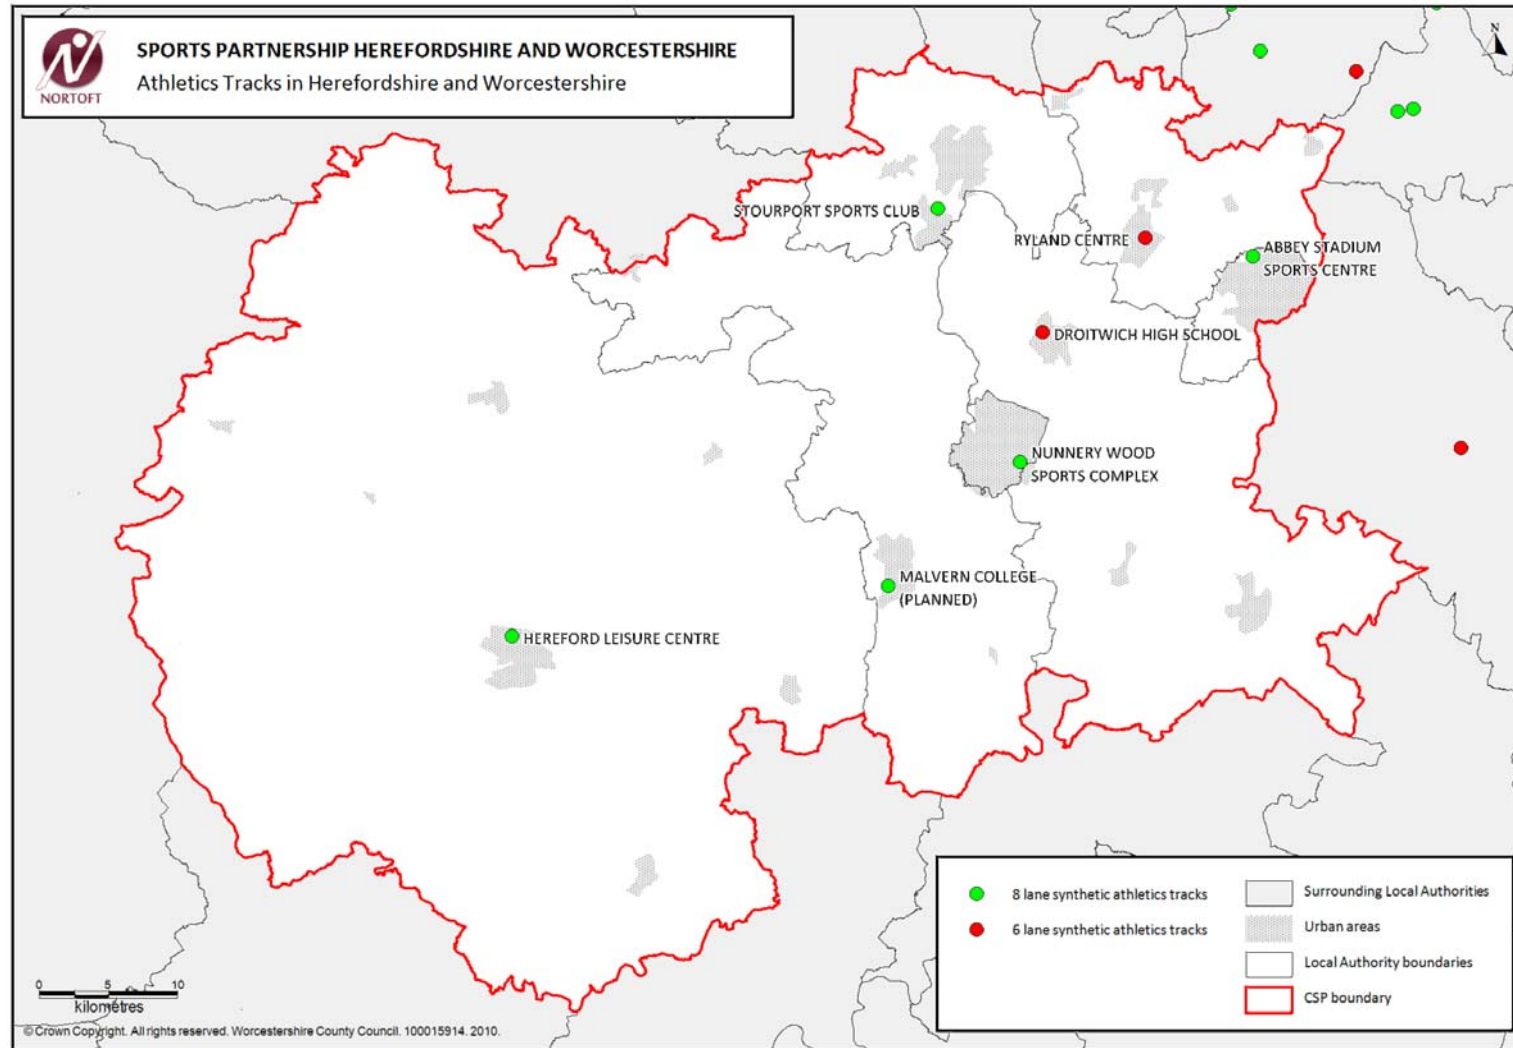 SPORTS PARTNERSHIP HEREFORDSHIRE AND WORCESTERSHIRE
Athletics Tracks in Herefordshire and Worcestershire
NORTOFT
N
STOURPORT SPORTS CLUB
RYLAND CENTRE
ABBEY STADIUM
SPORTS CENTRE
DROITWICH HIGH SCHOOL
NUNNERY WOOD
SPORTS COMPLEX
MALVERN COLLEGE
(PLANNED)
HEREFORD LEISURE CENTRE
8 lane synthetic athletics tracks
6 lane synthetic athletics tracks
Surrounding Local Authorities
Urban areas
Local Authority boundaries
CSP boundary
0 5 10
kilometres
© Crown Copyright. All rights reserved. Worcestershire County Council. 100015914. 2010.